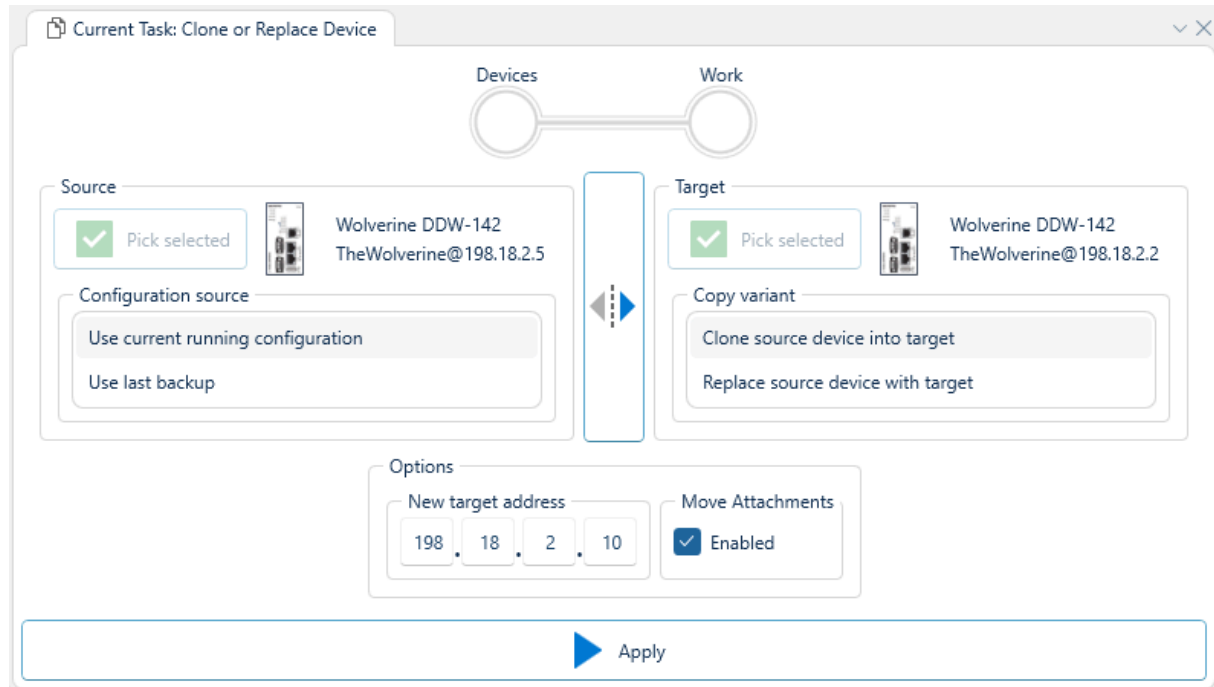 Current Task: Clone or Replace Device
Devices
Work
Source
Pick selected
Wolverine DDW-142
TheWolverine@198.18.2.5
Configuration source
Use current running configuration
Use last backup
Target
Pick selected
Wolverine DDW-142
TheWolverine@198.18.2.2
Copy variant
Clone source device into target
Replace source device with target
Options
New target address
198 . 18 . 2 . 10
Move Attachments
Enabled
Apply